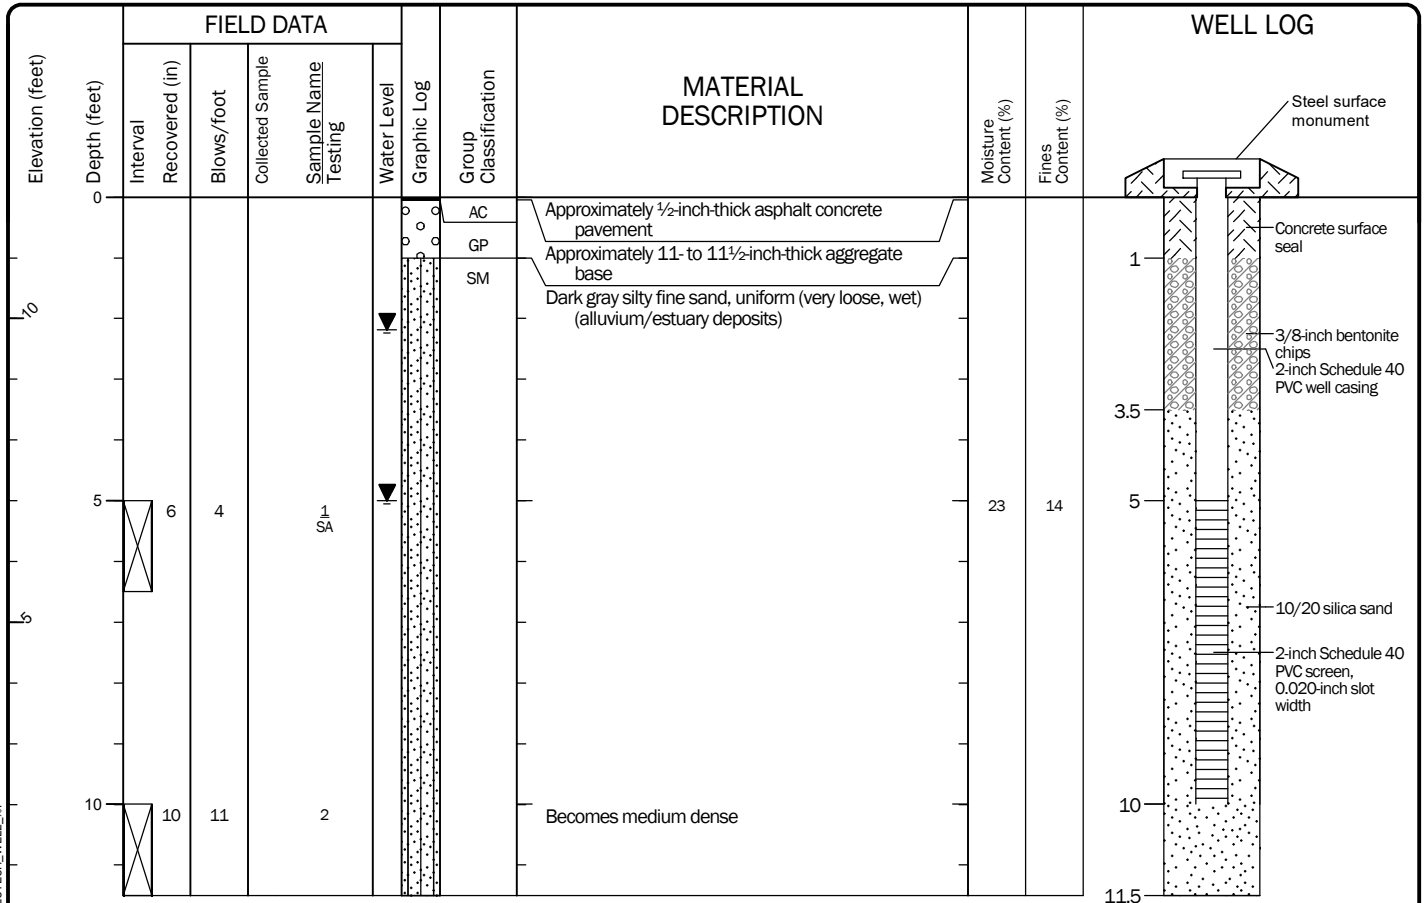 FIELD DATA
WELL LOG
Elevation (feet)
Depth (feet)
Interval
Recovered (in)
Blows/foot
Collected Sample
Sample Name
Testing
Water Level
Graphic Log
Group
Classification
MATERIAL
DESCRIPTION
Moisture
Content (%)
Fines
Content (%)
Steel surface
monument
0
AC
Approximately ½-inch-thick asphalt concrete
pavement
GP
Approximately 11- to 11½-inch-thick aggregate
base
SM
Dark gray silty fine sand, uniform (very loose, wet)
(alluvium/estuary deposits)
Concrete surface
seal
1
10
3/8-inch bentonite
chips
2-inch Schedule 40
PVC well casing
3.5
5
6
4
1
SA
23
14
5
5
10/20 silica sand
2-inch Schedule 40
PVC screen,
0.020-inch slot
width
10
10
11
2
Becomes medium dense
10
11.5